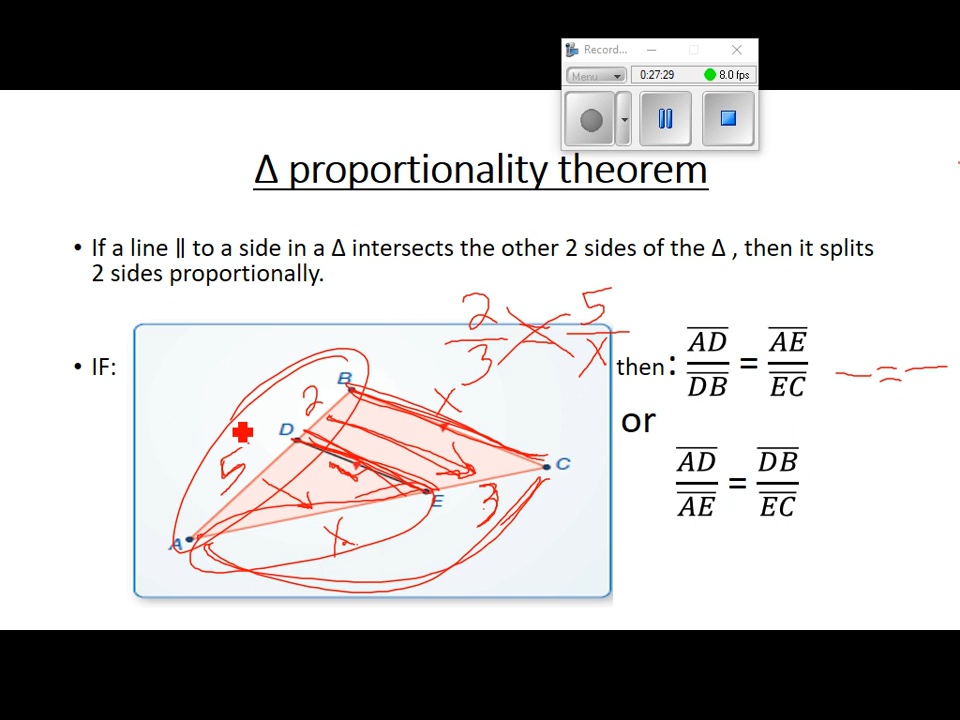 Record...
Menu
0:27:29
8.0 fps
Δ proportionality theorem
• If a line ∥ to a side in a Δ intersects the other 2 sides of the Δ , then it splits
2 sides proportionally.
2 5
3 x
• IF:
then : AD/DB = AE/EC
— = —
or
AD/AE = DB/EC
B
2
x
D
5
C
E
3
A
x